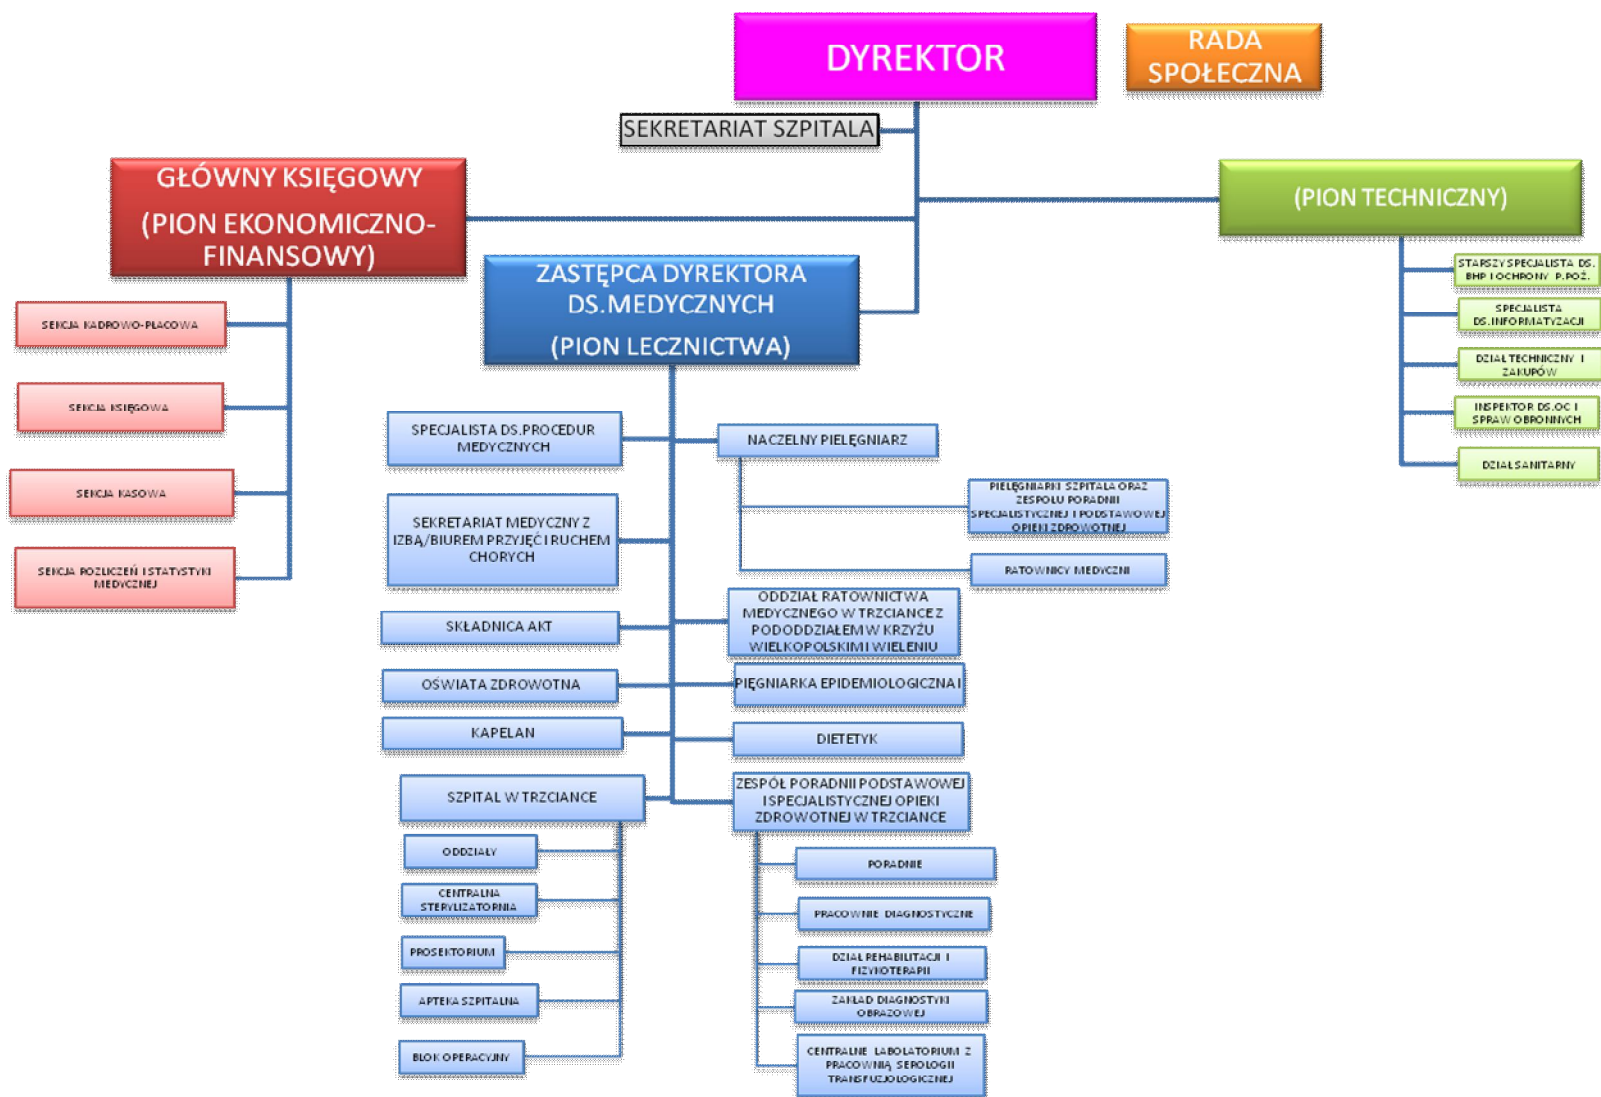 DYREKTOR
RADA
SPOŁECZNA
SEKRETARIAT SZPITALA
GŁÓWNY KSIĘGOWY
(PION EKONOMICZNO-
FINANSOWY)
(PION TECHNICZNY)
ZASTĘPCA DYREKTORA
DS.MEDYCZNYCH
(PION LECZNICTWA)
SEKCJA KADROWO-PŁACOWA
SEKCJA KSIĘGOWA
SEKCJA KASOWA
SEKCJA ROZLICZEŃ I STATYSTYKI
MEDYCZNEJ
STARSZY SPECJALISTA DS.
BHP I OCHRONY P.POŻ.
SPECJALISTA
DS.INFORMATYZACJI
DZIAŁ TECHNICZNY I
ZAKUPÓW
INSPEKTOR DS.OC I
SPRAW OBRONNYCH
DZIAŁ SANITARNY
SPECJALISTA DS.PROCEDUR
MEDYCZNYCH
NACZELNY PIELĘGNIARZ
PIELĘGNIARKI SZPITALA ORAZ
ZESPOŁU PORADNII
SPECJALISTYCZNEJ I PODSTAWOWEJ
OPIEKI ZDROWOTNEJ
RATOWNICY MEDYCZNI
SEKRETARIAT MEDYCZNY Z
IZBĄ/BIUREM PRZYJĘĆ I RUCHEM
CHORYCH
ODDZIAŁ RATOWNICTWA
MEDYCZNEGO W TRZCIANCE Z
PODODDZIAŁEM W KRZYŻU
WIELKOPOLSKIM I WIELENIU
SKŁADNICA AKT
OŚWIATA ZDROWOTNA
PIĘGNIARKA EPIDEMIOLOGICZNA I
KAPELAN
DIETETYK
SZPITAL W TRZCIANCE
ZESPÓŁ PORADNII PODSTAWOWEJ
I SPECJALISTYCZNEJ OPIEKI
ZDROWOTNEJ W TRZCIANCE
ODDZIAŁY
CENTRALNA
STERYLIZATORNIA
PROSEKTORIUM
APTEKA SZPITALNA
BLOK OPERACYJNY
PORADNIE
PRACOWNIE DIAGNOSTYCZNE
DZIAŁ REHABILITACJI I
FIZYKOTERAPII
ZAKŁAD DIAGNOSTYKI
OBRAZOWEJ
CENTRALNE LABOLATORIUM Z
PRACOWNIĄ SEROLOGII
TRANSFUZJOLOGICZNEJ